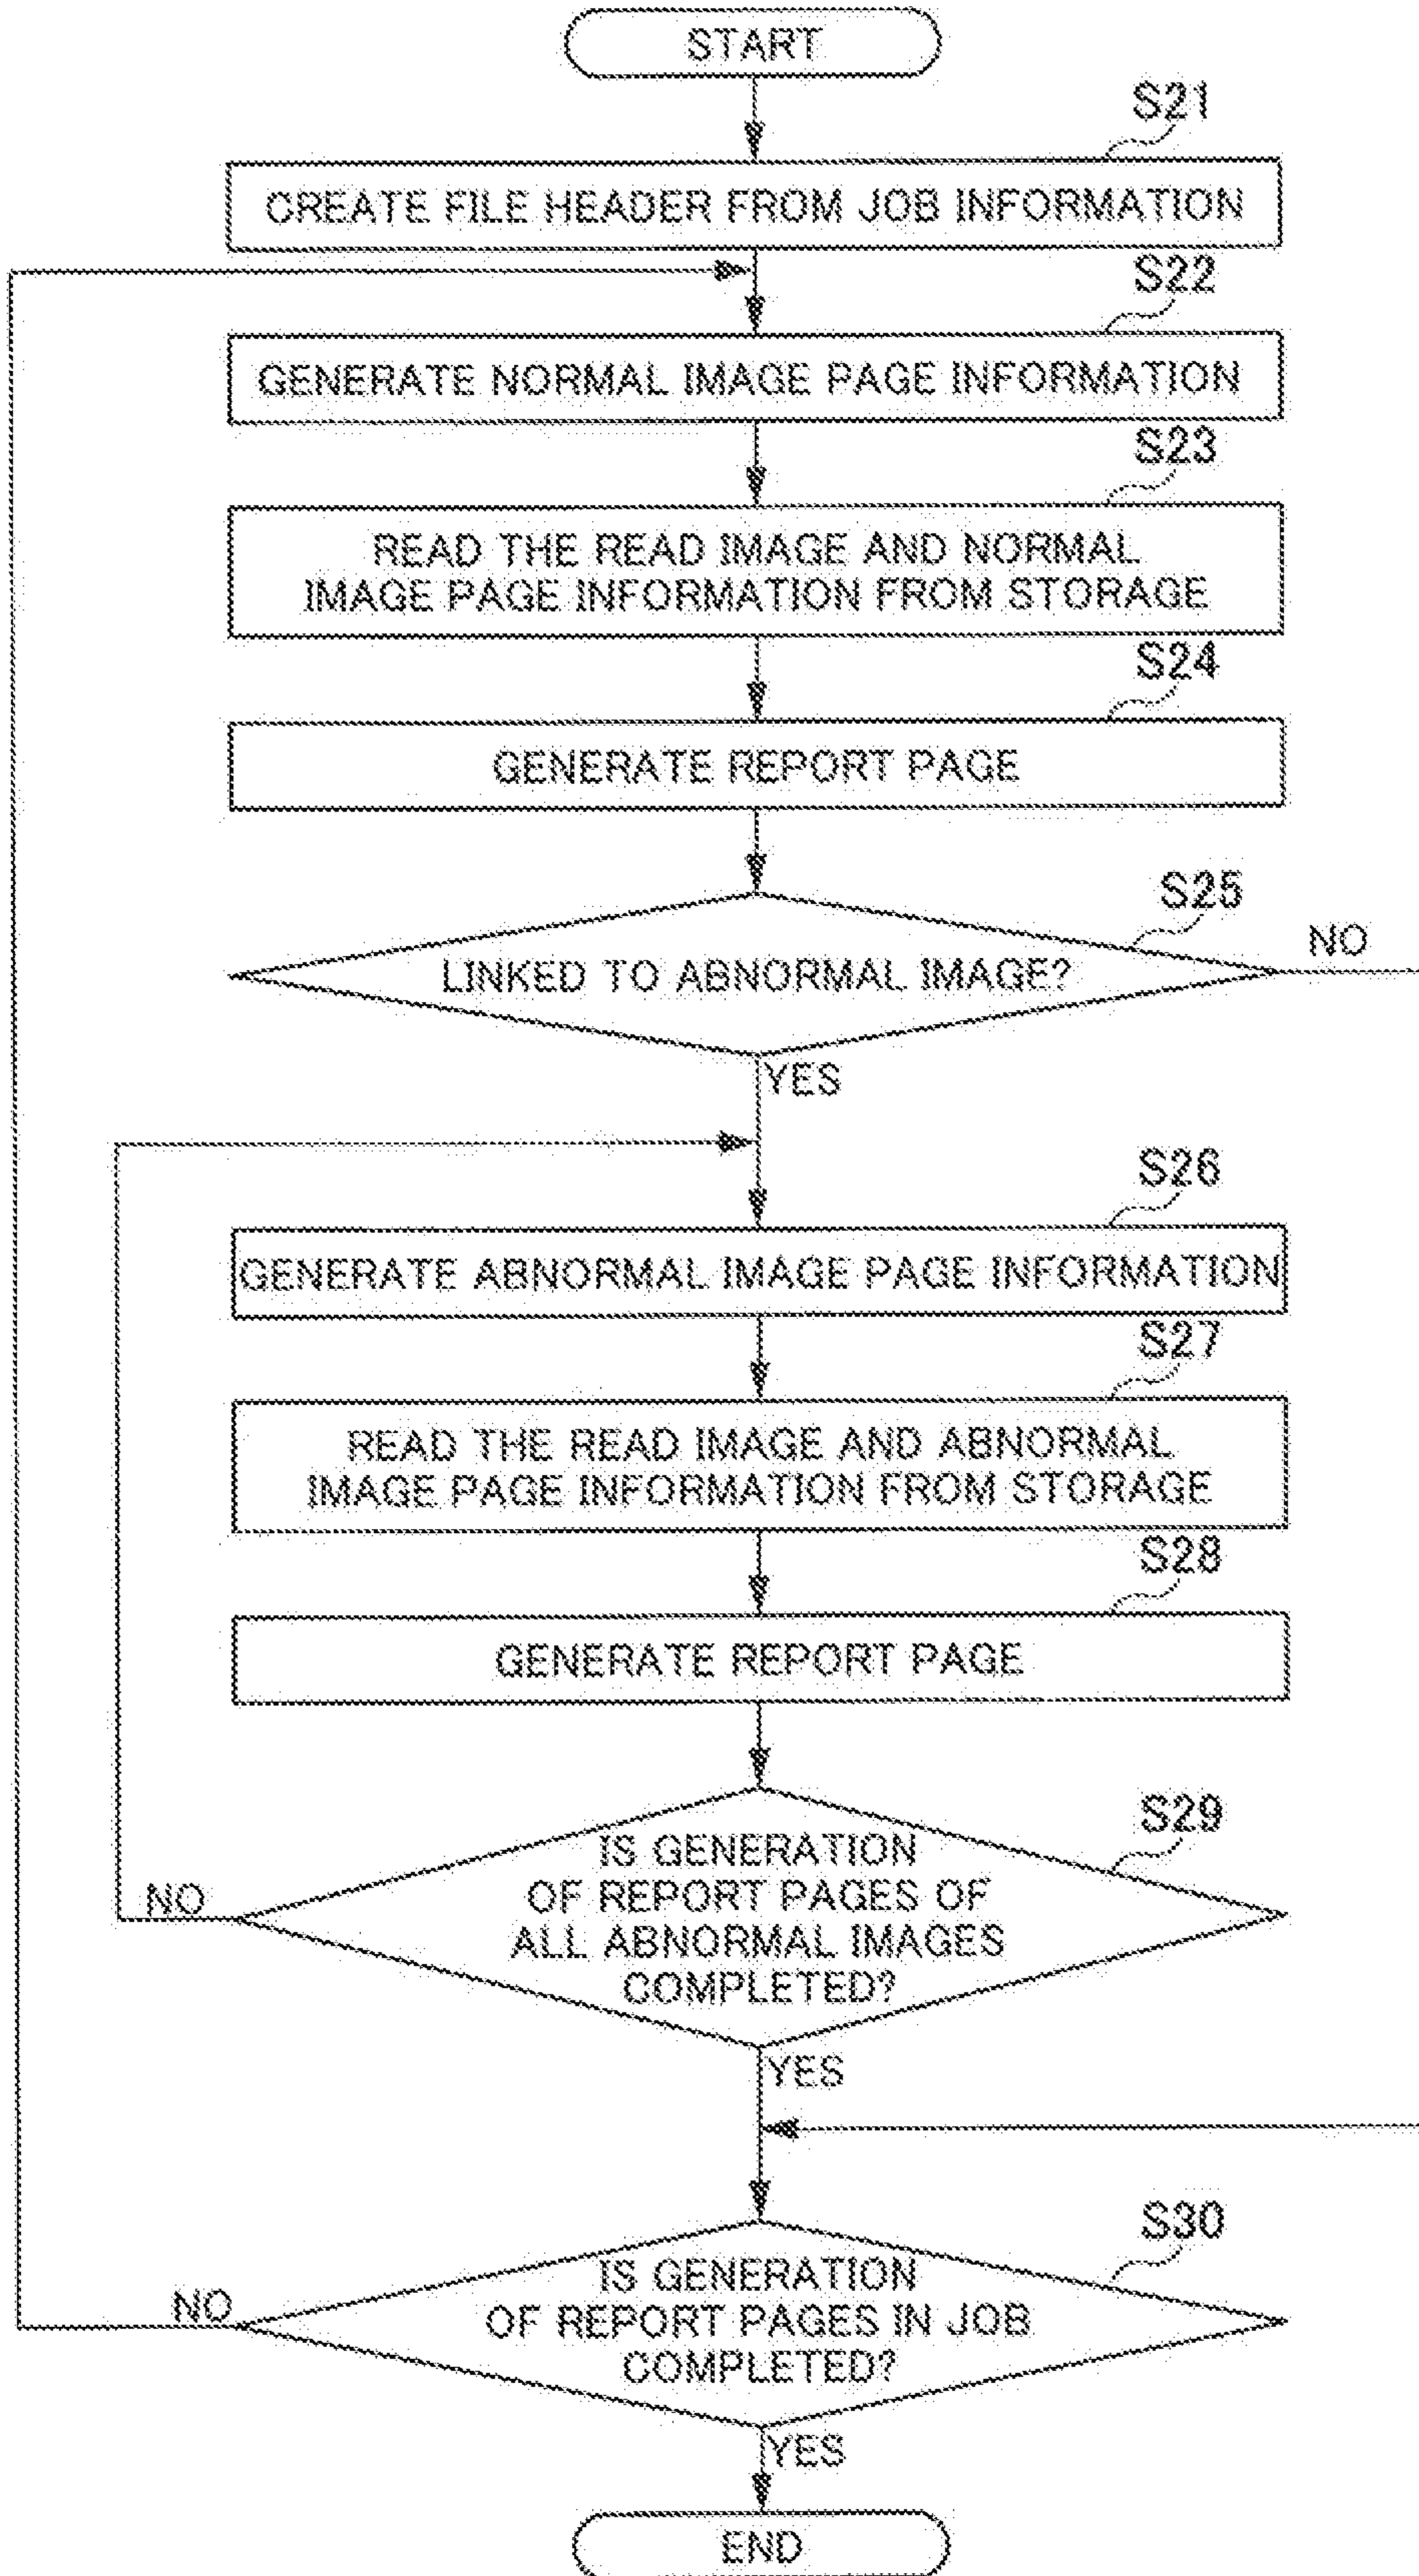 START
S21
CREATE FILE HEADER FROM JOB INFORMATION
S22
GENERATE NORMAL IMAGE PAGE INFORMATION
S23
READ THE READ IMAGE AND NORMAL
IMAGE PAGE INFORMATION FROM STORAGE
S24
GENERATE REPORT PAGE
S25
LINKED TO ABNORMAL IMAGE?
NO
YES
S26
GENERATE ABNORMAL IMAGE PAGE INFORMATION
S27
READ THE READ IMAGE AND ABNORMAL
IMAGE PAGE INFORMATION FROM STORAGE
S28
GENERATE REPORT PAGE
S29
IS GENERATION
OF REPORT PAGES OF
ALL ABNORMAL IMAGES
COMPLETED?
NO
YES
S30
IS GENERATION
OF REPORT PAGES IN JOB
COMPLETED?
NO
YES
END